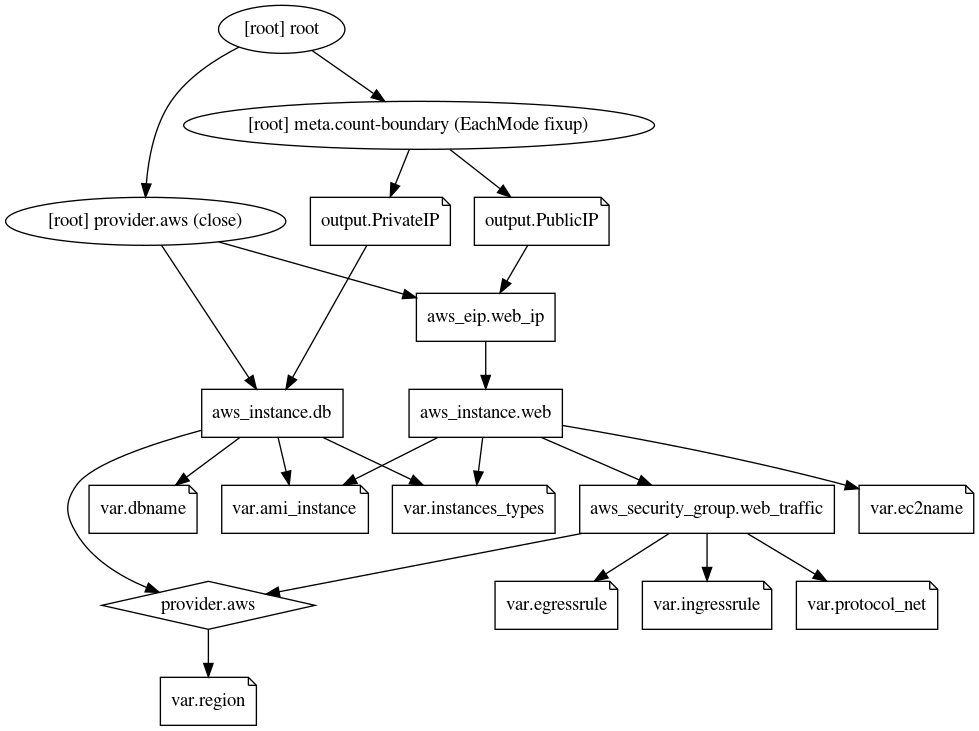 [root] root
[root] meta.count-boundary (EachMode fixup)
[root] provider.aws (close)
output.PrivateIP
output.PublicIP
aws_eip.web_ip
aws_instance.db
aws_instance.web
var.dbname
var.ami_instance
var.instances_types
aws_security_group.web_traffic
var.ec2name
provider.aws
var.egressrule
var.ingressrule
var.protocol_net
var.region